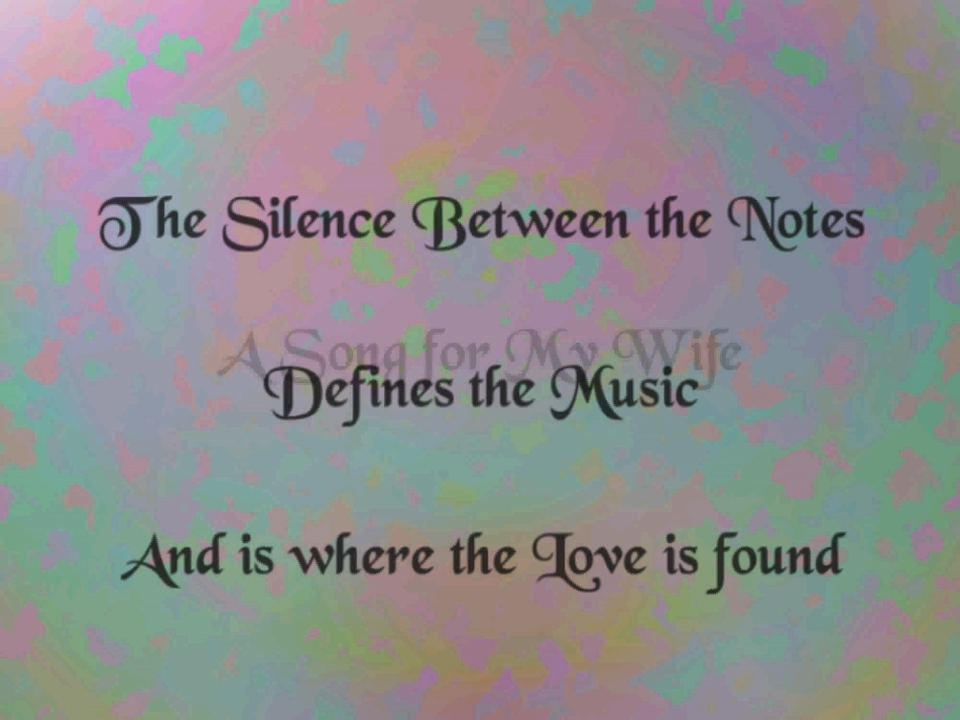 The Silence Between the Notes
A Song for My Wife
Defines the Music
And is where the Love is found